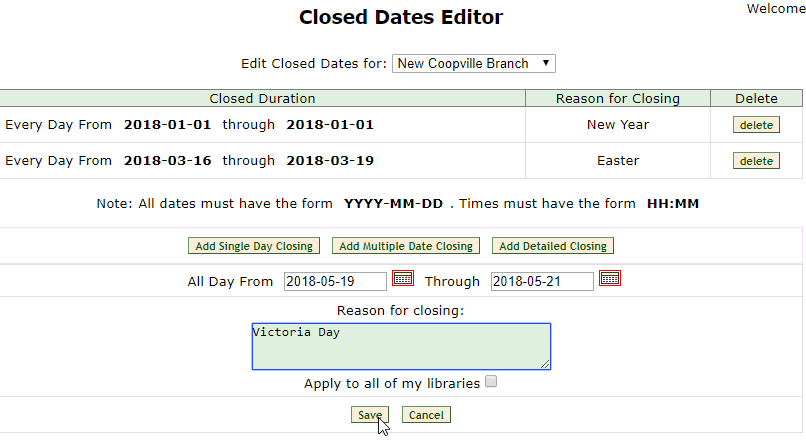 Welcome
Closed Dates Editor
Edit Closed Dates for: New Coopville Branch
Closed Duration Reason for Closing Delete
Every Day From 2018-01-01 through 2018-01-01 New Year delete
Every Day From 2018-03-16 through 2018-03-19 Easter delete
Note: All dates must have the form YYYY-MM-DD . Times must have the form HH:MM
Add Single Day Closing Add Multiple Date Closing Add Detailed Closing
All Day From 2018-05-19 Through 2018-05-21
Reason for closing:
Victoria Day
Apply to all of my libraries
Save Cancel